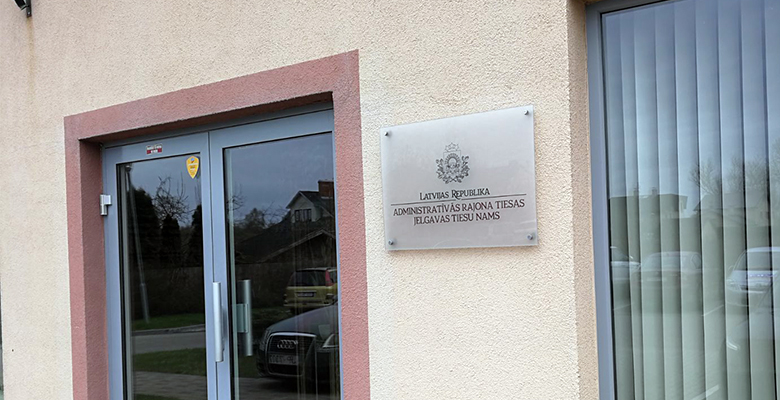 LATVIJAS REPUBLIKA
ADMINISTRATĪVĀS RAJONA TIESAS
JELGAVAS TIESU NAMS